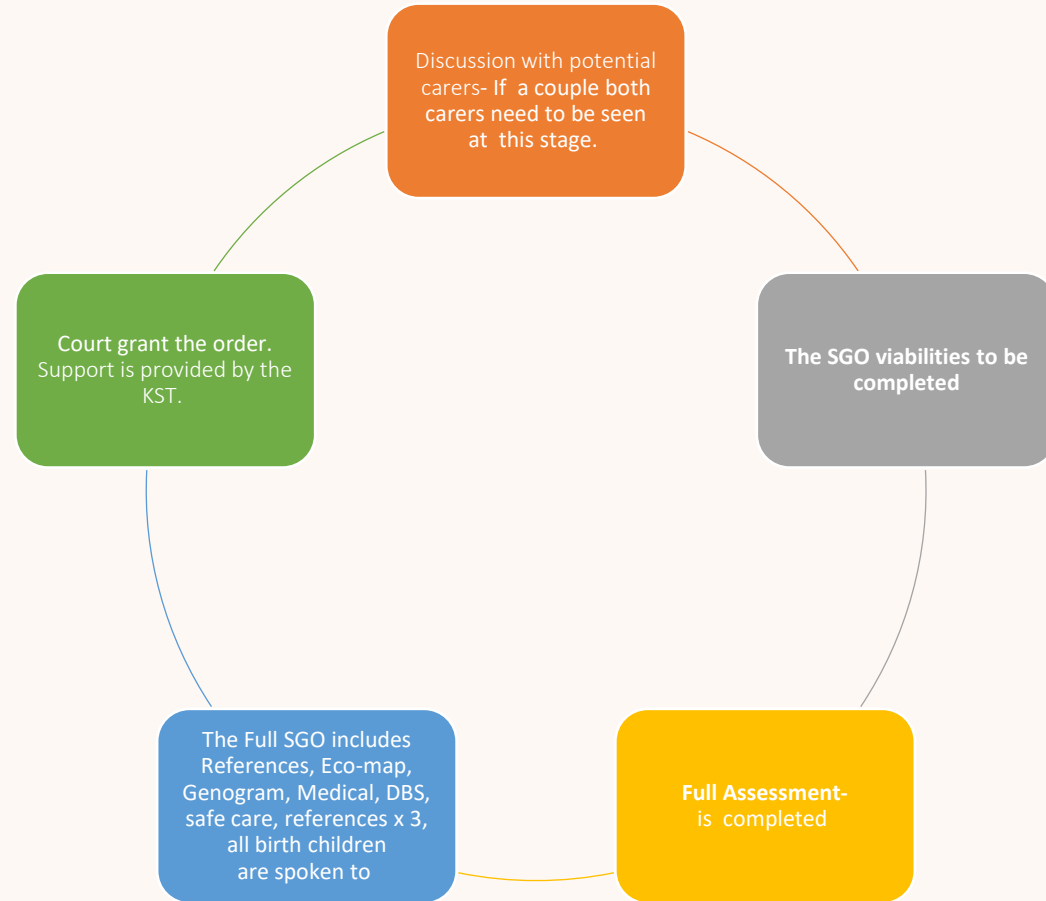 Discussion with potential
carers- If  a couple both
carers need to be seen
at  this stage.
The SGO viabilities to be
completed
Full Assessment-
is  completed
The Full SGO includes
References, Eco-map,
Genogram, Medical, DBS,
safe care, references x 3,
all birth children
are spoken to
Court grant the order.
Support is provided by the
KST.